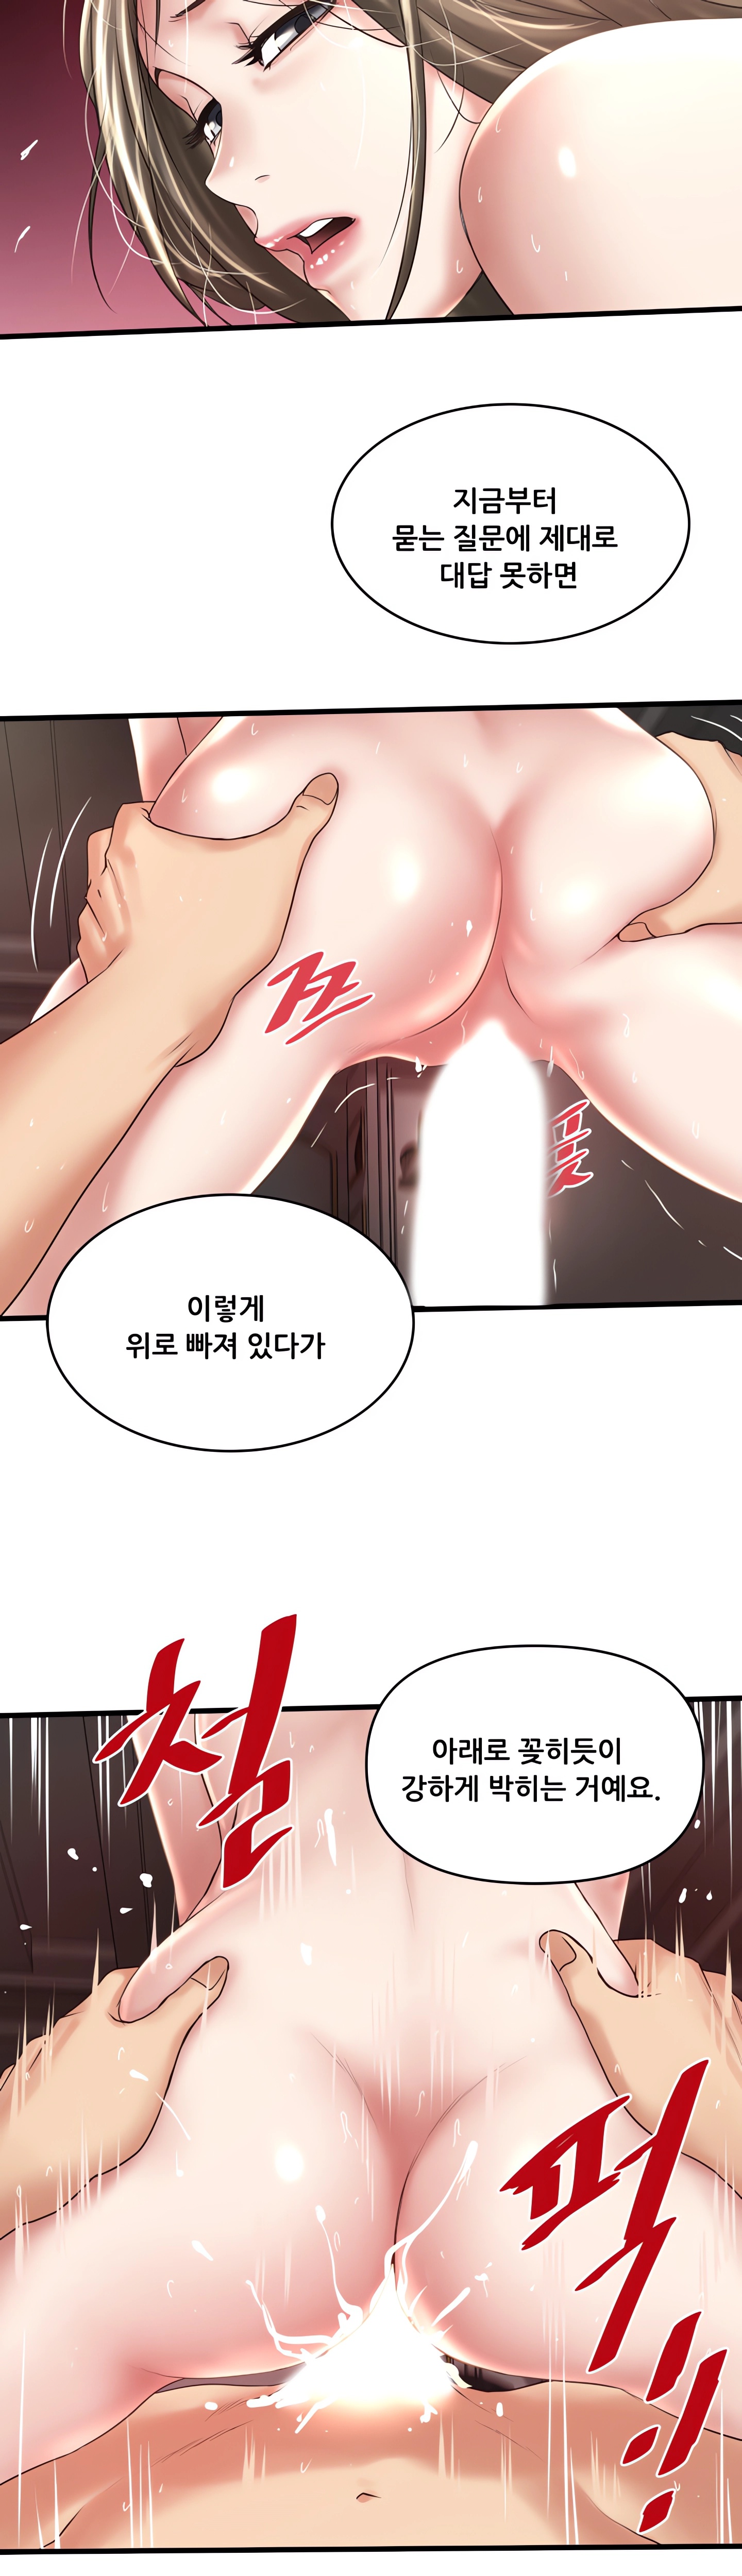 지금부터
묻는 질문에 제대로
대답 못하면
쯔
픗
이렇게
위로 빠져 있다가
철
아래로 꽂히듯이
강하게 박히는 거예요.
퍽!!